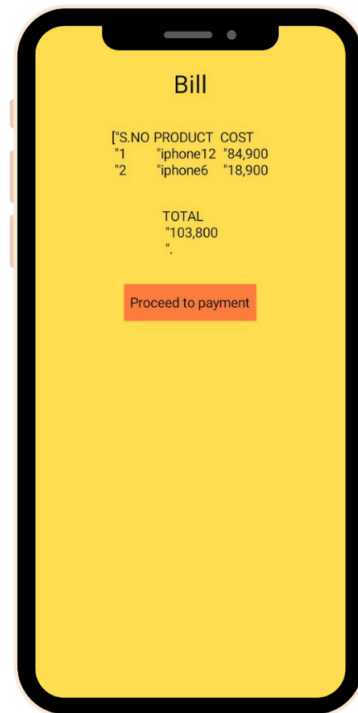 Bill
["S.NO PRODUCT COST
"1 "iphone12 "84,900
"2 "iphone6 "18,900
TOTAL
"103,800
".
Proceed to payment